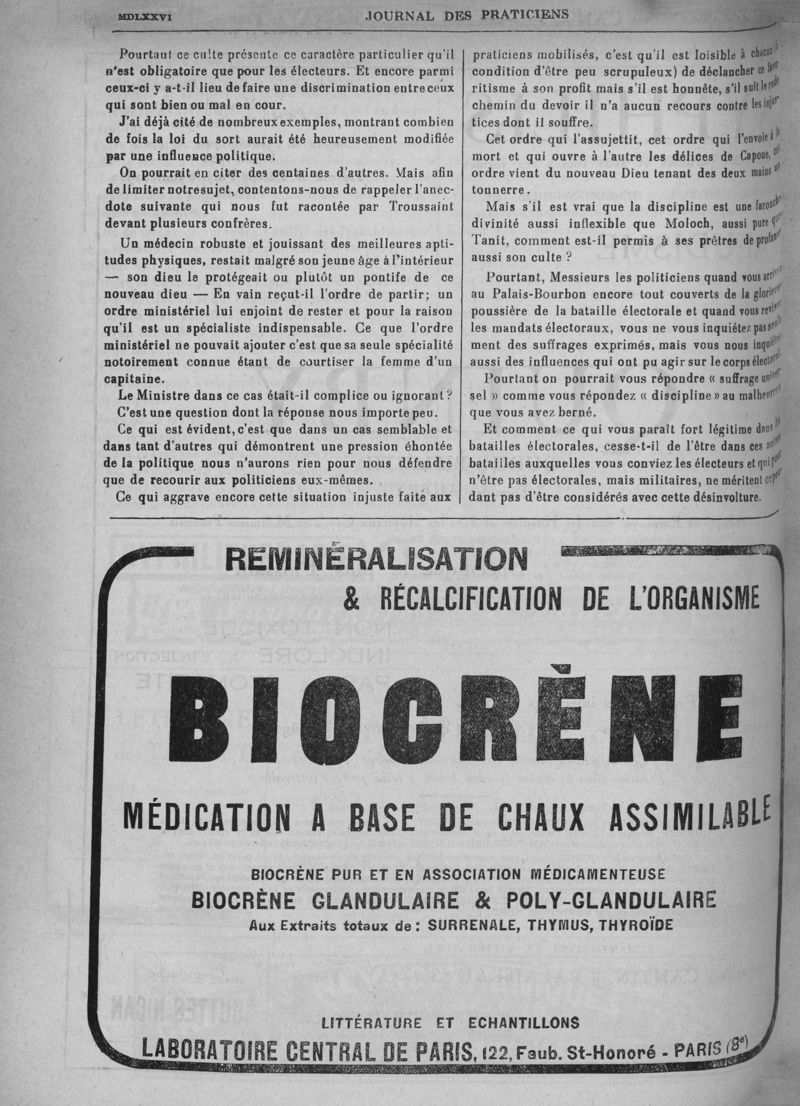 MDLXXVI
JOURNAL DES PRATICIENS
Pourtant ce culte présente ce caractère particulier qu'il
n'est obligatoire que pour les électeurs. Et encore parmi
ceux-ci y a-t-il lieu de faire une discrimination entre ceux
qui sont bien ou mal en cour.
J'ai déjà cité de nombreux exemples, montrant combien
de fois la loi du sort aurait été heureusement modifiée
par une influence politique.
On pourrait en citer des centaines d'autres. Mais afin
de limiter notre sujet, contentons-nous de rappeler l'anec-
dote suivante qui nous fut racontée par Troussaint
devant plusieurs confrères.
Un médecin robuste et jouissant des meilleures apti-
tudes physiques, restait malgré son jeune âge à l'intérieur
— son dieu le protégeait ou plutôt un pontife de ce
nouveau dieu — En vain reçut-il l'ordre de partir; un
ordre ministériel lui enjoint de rester et pour la raison
qu'il est un spécialiste indispensable. Ce que l'ordre
ministériel ne pouvait ajouter c'est que sa seule spécialité
notoirement connue étant de courtiser la femme d'un
capitaine.
Le Ministre dans ce cas était-il complice ou ignorant?
C'est une question dont la réponse nous importe peu.
Ce qui est évident, c'est que dans un cas semblable et
dans tant d'autres qui démontrent une pression éhontée
de la politique nous n'aurons rien pour nous défendre
que de recourir aux politiciens eux-mêmes.
Ce qui aggrave encore cette situation injuste faite aux
praticiens mobilisés, c'est qu'il est loisible à chacun (à
condition d'être peu scrupuleux) de déclancher ce
ritisme à son profit mais s'il est honnête, s'il suit le rude
chemin du devoir il n'a aucun recours contre les injus-
tices dont il souffre.
Cet ordre qui l'assujettit, cet ordre qui l'envoie à la
mort et qui ouvre à l'autre les délices de Capoue, cet
ordre vient du nouveau Dieu tenant des deux mains
tonnerre.
Mais s'il est vrai que la discipline est une farouche
divinité aussi inflexible que Moloch, aussi pure que
Tanit, comment est-il permis à ses prêtres de profaner
aussi son culte ?
Pourtant, Messieurs les politiciens quand vous arrivez
au Palais-Bourbon encore tout couverts de la glorieuse
poussière de la bataille électorale et quand vous
les mandats électoraux, vous ne vous inquiétez pas seule-
ment des suffrages exprimés, mais vous nous
aussi des influences qui ont pu agir sur le corps électoral.
Pourtant on pourrait vous répondre « suffrage univer-
sel » comme vous répondez « discipline » au malheureux
que vous avez berné.
Et comment ce qui vous paraît fort légitime dans les
batailles électorales, cesse-t-il de l'être dans ces autres
batailles auxquelles vous conviez les électeurs et qui pour
n'être pas électorales, mais militaires, ne méritent cepen-
dant pas d'être considérés avec cette désinvolture.
REMINÉRALISATION
& RÉCALCIFICATION DE L'ORGANISME
BIOCRÈNE
MÉDICATION A BASE DE CHAUX ASSIMILABLE
BIOCRÈNE PUR ET EN ASSOCIATION MÉDICAMENTEUSE
BIOCRÈNE GLANDULAIRE & POLY-GLANDULAIRE
Aux Extraits totaux de: SURRENALE, THYMUS, THYROÏDE
LITTÉRATURE ET ECHANTILLONS
LABORATOIRE CENTRAL DE PARIS, 122, Faub. St-Honoré - PARIS (8e)